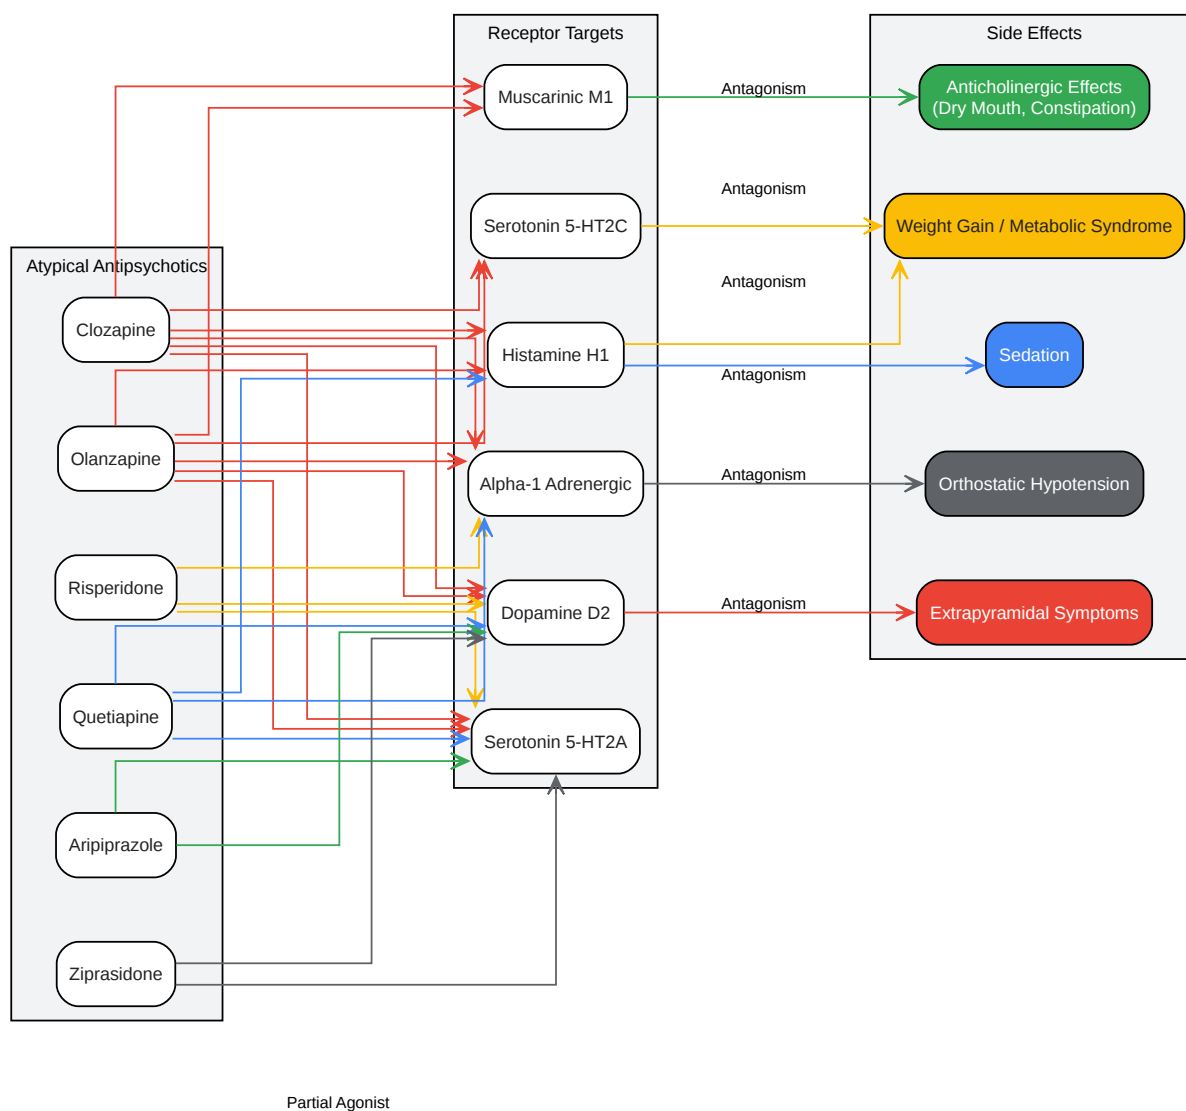 Receptor Targets
Side Effects
Muscarinic M1
Antagonism
Anticholinergic Effects
(Dry Mouth, Constipation)
Antagonism
Serotonin 5-HT2C
Weight Gain / Metabolic Syndrome
Atypical Antipsychotics
Antagonism
Clozapine
Histamine H1
Sedation
Antagonism
Olanzapine
Antagonism
Alpha-1 Adrenergic
Orthostatic Hypotension
Risperidone
Antagonism
Dopamine D2
Extrapyramidal Symptoms
Quetiapine
Serotonin 5-HT2A
Aripiprazole
Ziprasidone
Partial Agonist